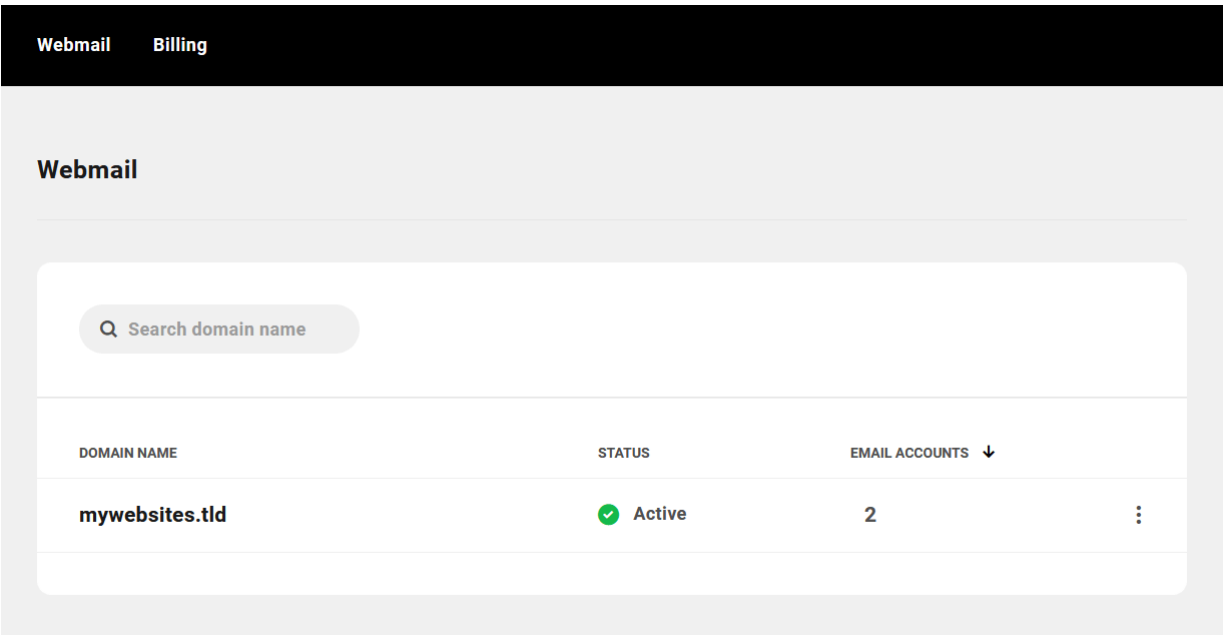 Webmail Billing
Webmail
Search domain name
DOMAIN NAME STATUS EMAIL ACCOUNTS
mywebsites.tld Active 2